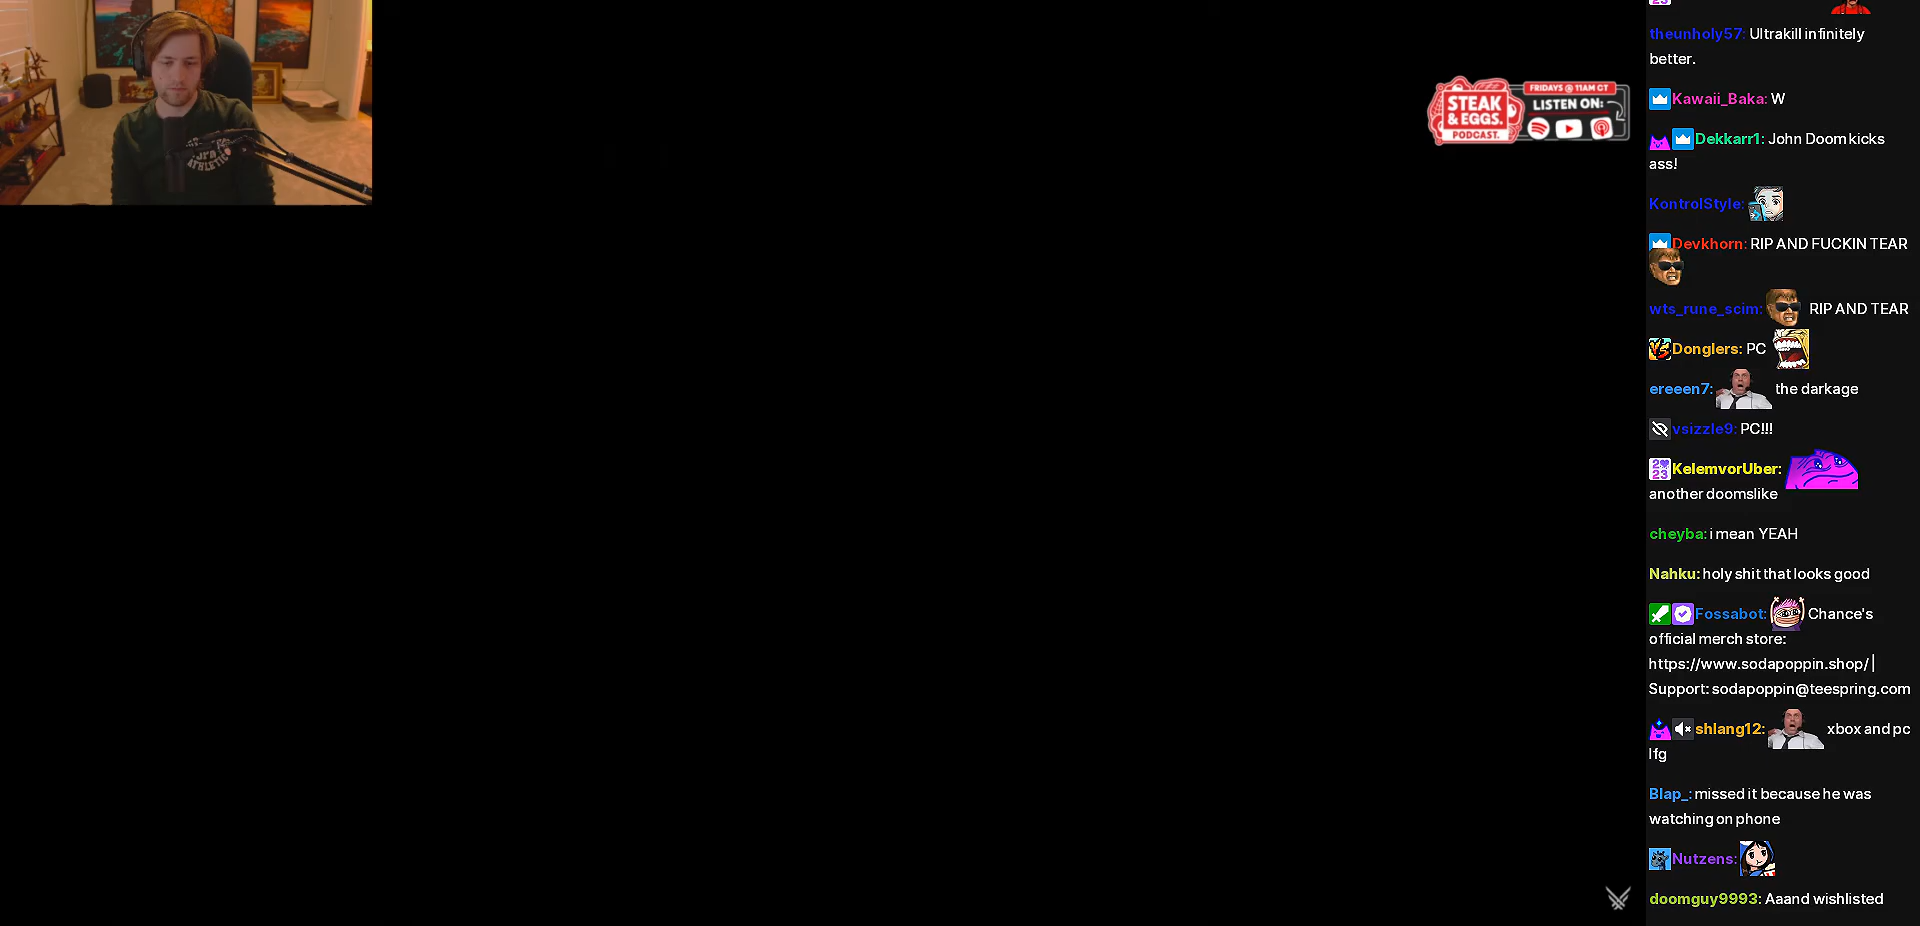 theunholy57: Ultrakill infinitely
better.
Kawaii_Baka: W
Dekkarr1: John Doom kicks
ass!
KontrolStyle:
Devkhorn: RIP AND FUCKIN TEAR
wts_rune_scim: RIP AND TEAR
Donglers: PC
ereeen7: the darkage
vsizzle9: PC!!!
KelemvorUber:
another doomslike
cheyba: i mean YEAH
Nahku: holy shit that looks good
Fossabot: Chance's
official merch store:
https://www.sodapoppin.shop/ |
Support: sodapoppin@teespring.com
shlang12: xbox and pc
lfg
Blap_: missed it because he was
watching on phone
Nutzens:
doomguy9993: Aaand wishlisted
FRIDAYS @ 11AM CT
STEAK
& EGGS.
PODCAST.
LISTEN ON: